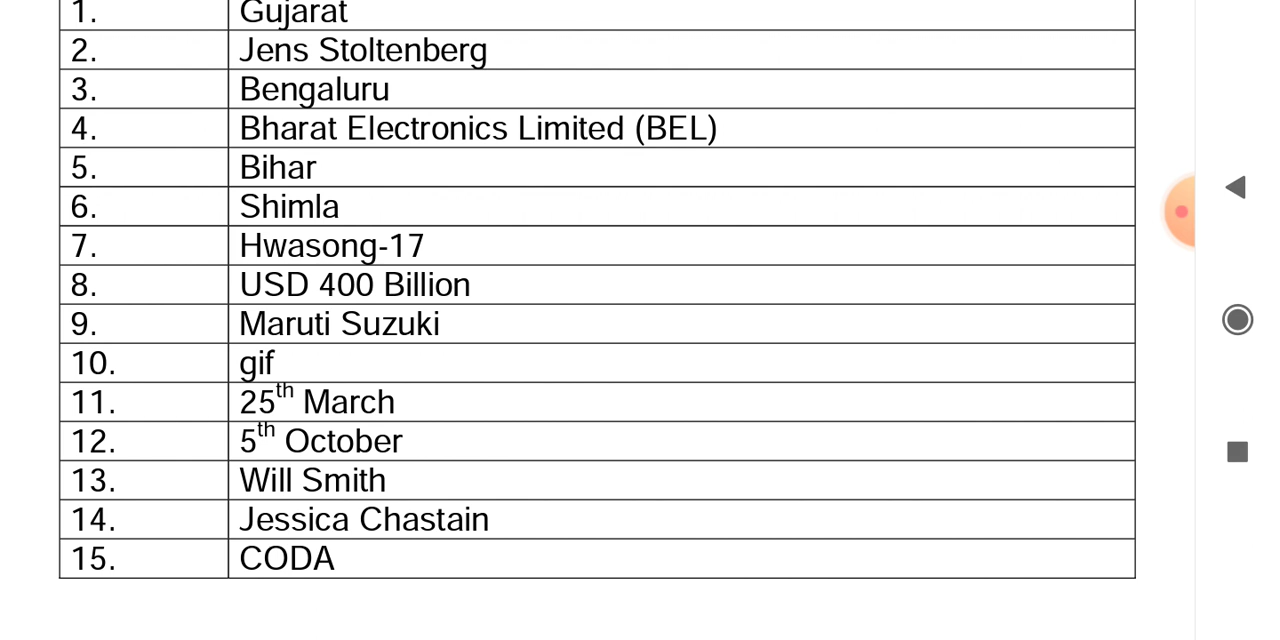 1. Gujarat
2. Jens Stoltenberg
3. Bengaluru
4. Bharat Electronics Limited (BEL)
5. Bihar
6. Shimla
7. Hwasong-17
8. USD 400 Billion
9. Maruti Suzuki
10. gif
11. 25th March
12. 5th October
13. Will Smith
14. Jessica Chastain
15. CODA